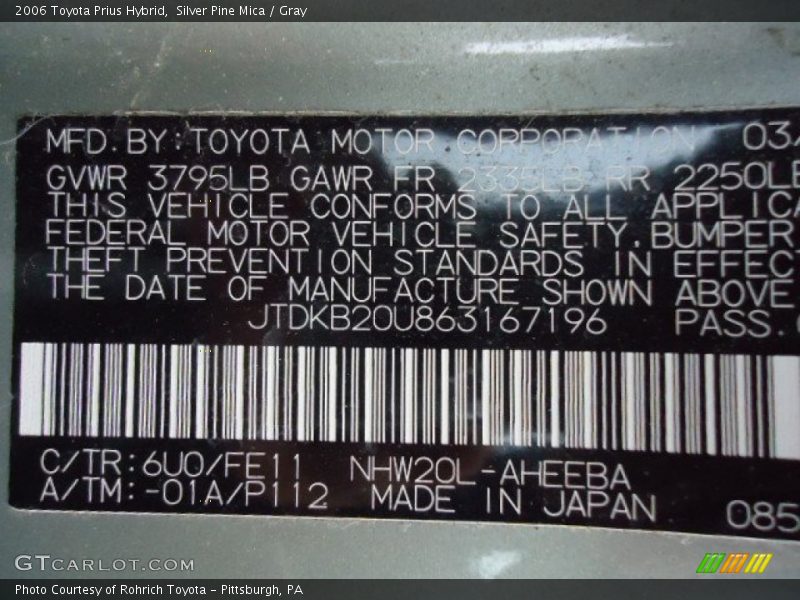 2006 Toyota Prius Hybrid, Silver Pine Mica / Gray
MFD.BY:TOYOTA MOTOR CORPORATION 03/
GVWR 3795LB GAWR FR 2335LB RR 2250LB
THIS VEHICLE CONFORMS TO ALL APPLICA
FEDERAL MOTOR VEHICLE SAFETY.BUMPER
THEFT PREVENTION STANDARDS IN EFFEC
THE DATE OF MANUFACTURE SHOWN ABOVE
JTDKB20U863167196 PASS.
C/TR:6U0/FE11 NHW20L-AHEEBA
A/TM:-01A/P112 MADE IN JAPAN 085
GTCARLOT.COM
Photo Courtesy of Rohrich Toyota - Pittsburgh, PA